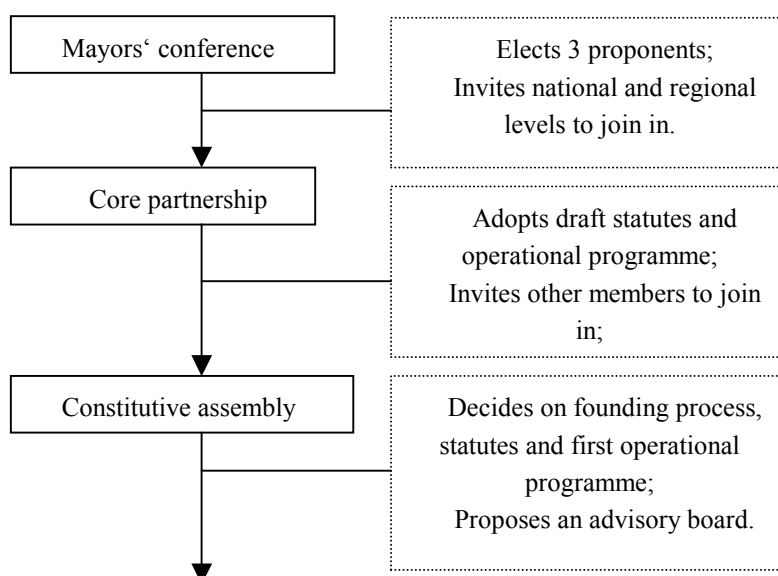 Mayors‘ conference
Elects 3 proponents;
Invites national and regional
levels to join in.
Core partnership
Adopts draft statutes and
operational programme;
Invites other members to join
in;
Constitutive assembly
Decides on founding process,
statutes and first operational
programme;
Proposes an advisory board.